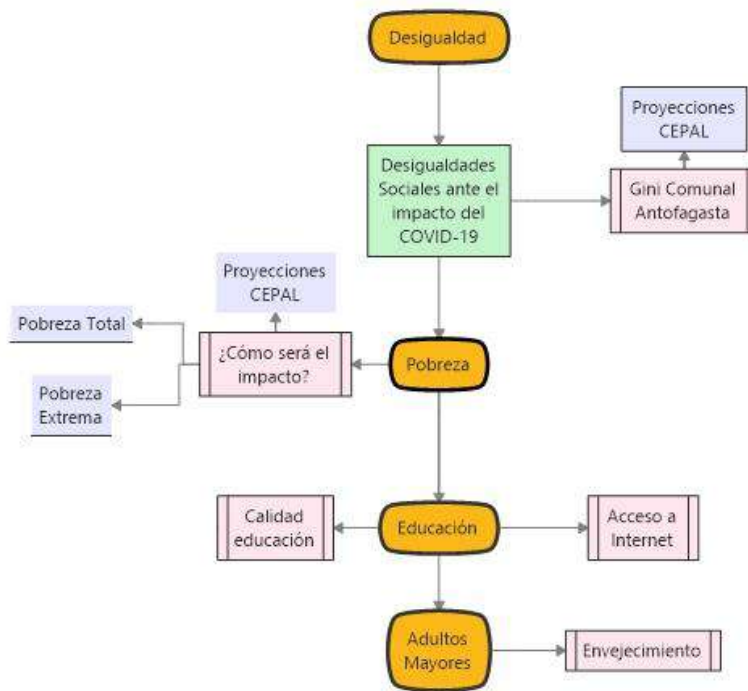 Desigualdad
Proyecciones
CEPAL
Desigualdades
Sociales ante el
impacto del
COVID-19
Gini Comunal
Antofagasta
Proyecciones
CEPAL
Pobreza Total
¿Cómo será el
impacto?
Pobreza
Pobreza
Extrema
Calidad
educación
Educación
Acceso a
Internet
Adultos
Mayores
Envejecimiento